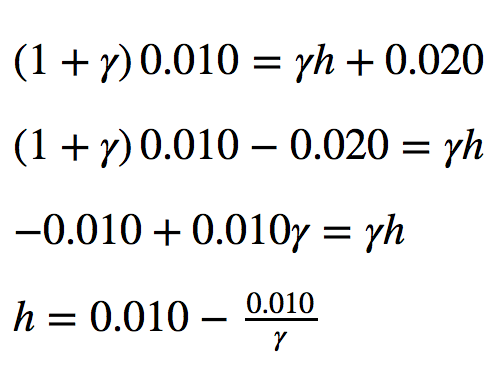 (1 + γ) 0.010 = γh + 0.020
(1 + γ) 0.010 − 0.020 = γh
−0.010 + 0.010γ = γh
h = 0.010 − \frac{0.010}{γ}